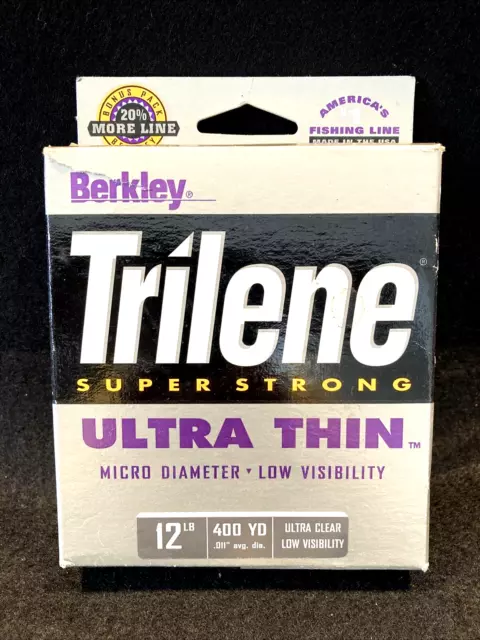 BONUS PACK
20%
MORE LINE
AMERICA'S
FISHING LINE
MADE IN THE USA
Berkley®
Trilene®
SUPER STRONG
ULTRA THIN™
MICRO DIAMETER ▾ LOW VISIBILITY
12 LB
400 YD
.011" avg. dia.
ULTRA CLEAR
LOW VISIBILITY